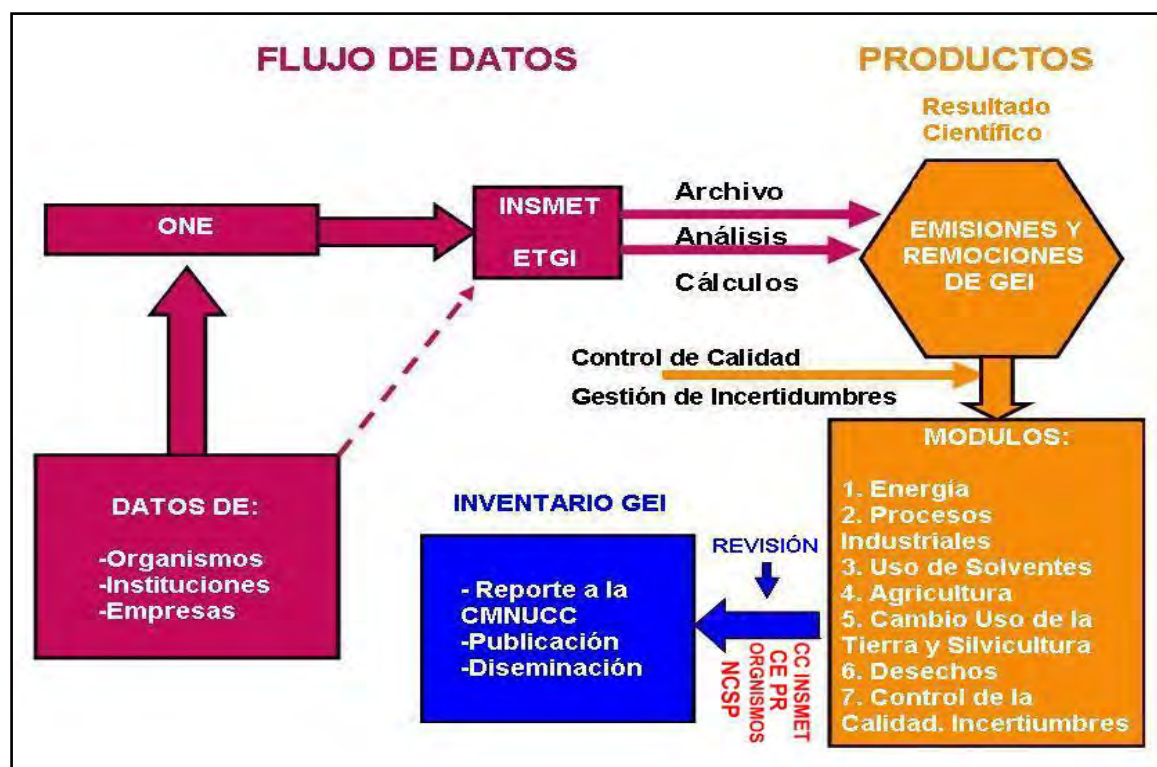 FLUJO DE DATOS
PRODUCTOS
Resultado
Científico
ONE
INSMET
ETGI
Archivo
Análisis
Cálculos
EMISIONES Y
REMOCIONES
DE GEI
Control de Calidad
Gestión de Incertidumbres
DATOS DE:
-Organismos
-Instituciones
-Empresas
INVENTARIO GEI
- Reporte a la
CMNUCC
-Publicación
-Diseminación
REVISIÓN
CC INSMET
CE PR
ORGNISMOS
NCSP
MODULOS:
1. Energía
2. Procesos
Industriales
3. Uso de Solventes
4. Agricultura
5. Cambio Uso de la
Tierra y Silvicultura
6. Desechos
7. Control de la
Calidad. Incertiumbres